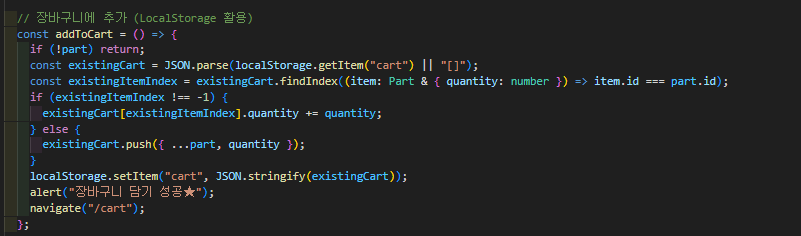 // 장바구니에 추가 (LocalStorage 활용)
const addToCart = () => {
if (!part) return;
const existingCart = JSON.parse(localStorage.getItem("cart") || "[]");
const existingItemIndex = existingCart.findIndex((item: Part & { quantity: number }) => item.id === part.id);
if (existingItemIndex !== -1) {
existingCart[existingItemIndex].quantity += quantity;
} else {
existingCart.push({ ...part, quantity });
}
localStorage.setItem("cart", JSON.stringify(existingCart));
alert("장바구니 담기 성공★");
navigate("/cart");
};